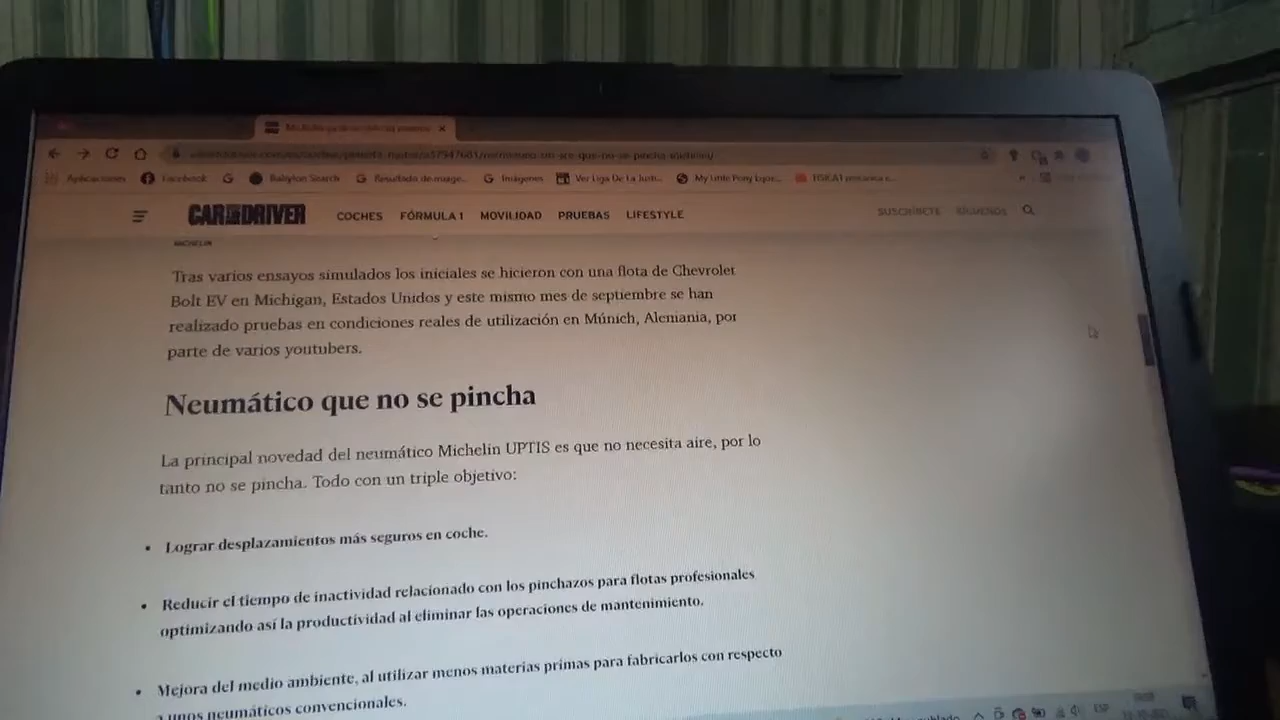 Aplicaciones
Facebook
Babylon Search
Resultado de image...
Imágenes
Ver Liga De La Justi...
My Little Pony Eque...
CAR AND DRIVER
COCHES
FÓRMULA 1
MOVILIDAD
PRUEBAS
LIFESTYLE
SUSCRÍBETE
SÍGUENOS
MICHELIN
Tras varios ensayos simulados los iniciales se hicieron con una flota de Chevrolet
Bolt EV en Michigan, Estados Unidos y este mismo mes de septiembre se han
realizado pruebas en condiciones reales de utilización en Múnich, Alemania, por
parte de varios youtubers.
Neumático que no se pincha
La principal novedad del neumático Michelin UPTIS es que no necesita aire, por lo
tanto no se pincha. Todo con un triple objetivo:
• Lograr desplazamientos más seguros en coche.
• Reducir el tiempo de inactividad relacionado con los pinchazos para flotas profesionales
optimizando así la productividad al eliminar las operaciones de mantenimiento.
• Mejora del medio ambiente, al utilizar menos materias primas para fabricarlos con respecto
a unos neumáticos convencionales.
ESP